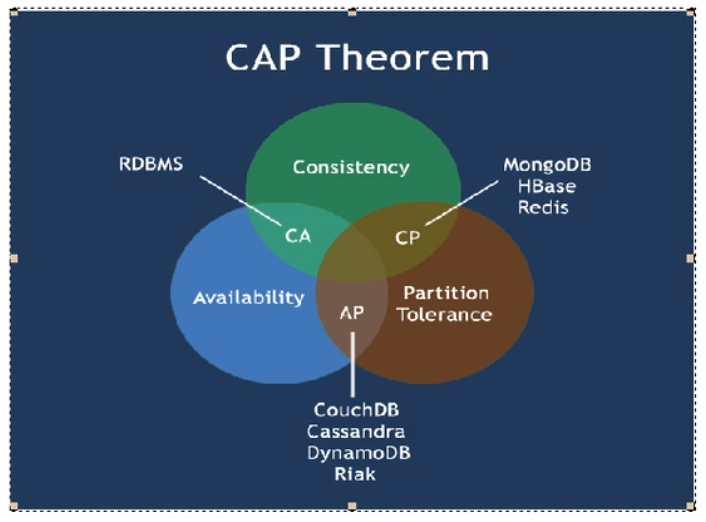 CAP Theorem
Consistency
RDBMS
MongoDB
HBase
Redis
CA
CP
Availability
Partition
Tolerance
AP
CouchDB
Cassandra
DynamoDB
Riak